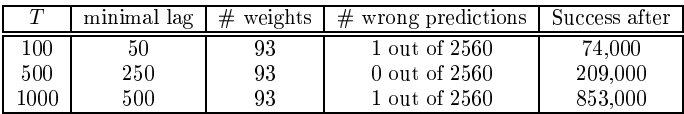 T minimal lag # weights # wrong predictions Success after
100 50 93 1 out of 2560 74,000
500 250 93 0 out of 2560 209,000
1000 500 93 1 out of 2560 853,000